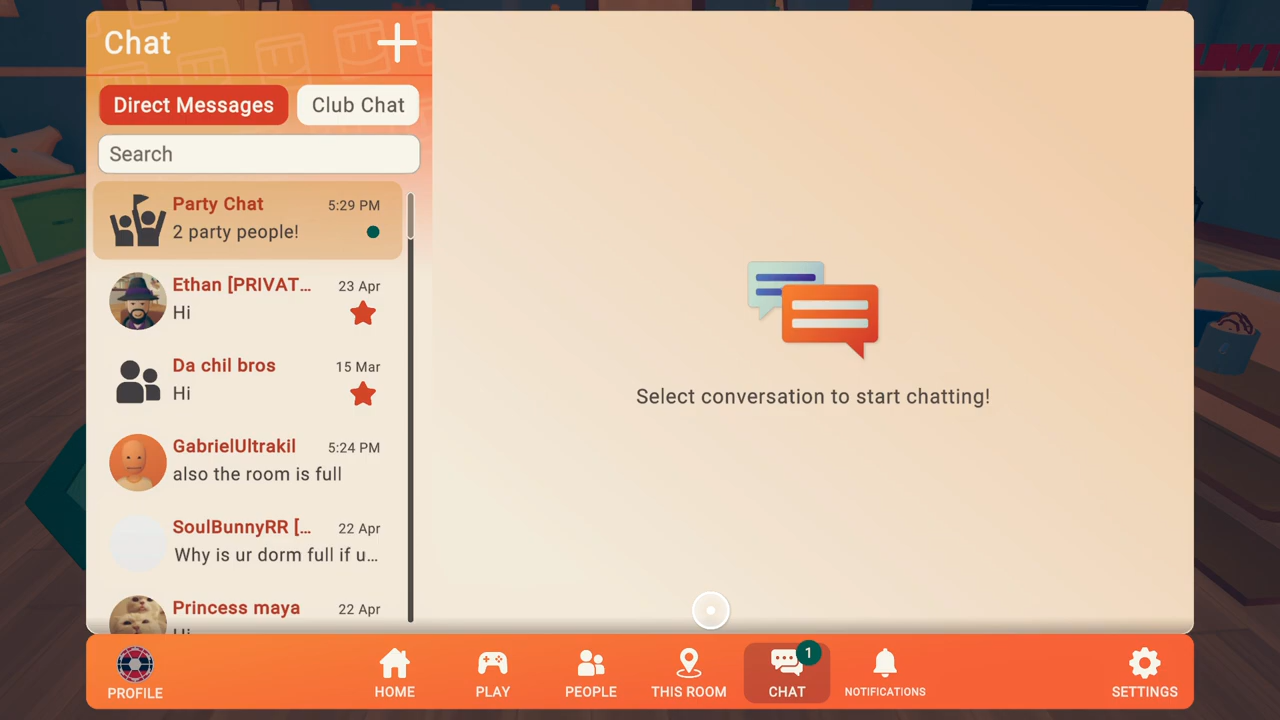 Chat
Direct Messages
Club Chat
Search
Party Chat
5:29 PM
2 party people!
Ethan [PRIVAT...
23 Apr
Hi
Da chil bros
15 Mar
Hi
GabrielUltrakil
5:24 PM
also the room is full
SoulBunnyRR [...
22 Apr
Why is ur dorm full if u...
Princess maya
22 Apr
Hi
Select conversation to start chatting!
PROFILE
HOME
PLAY
PEOPLE
THIS ROOM
1
CHAT
NOTIFICATIONS
SETTINGS